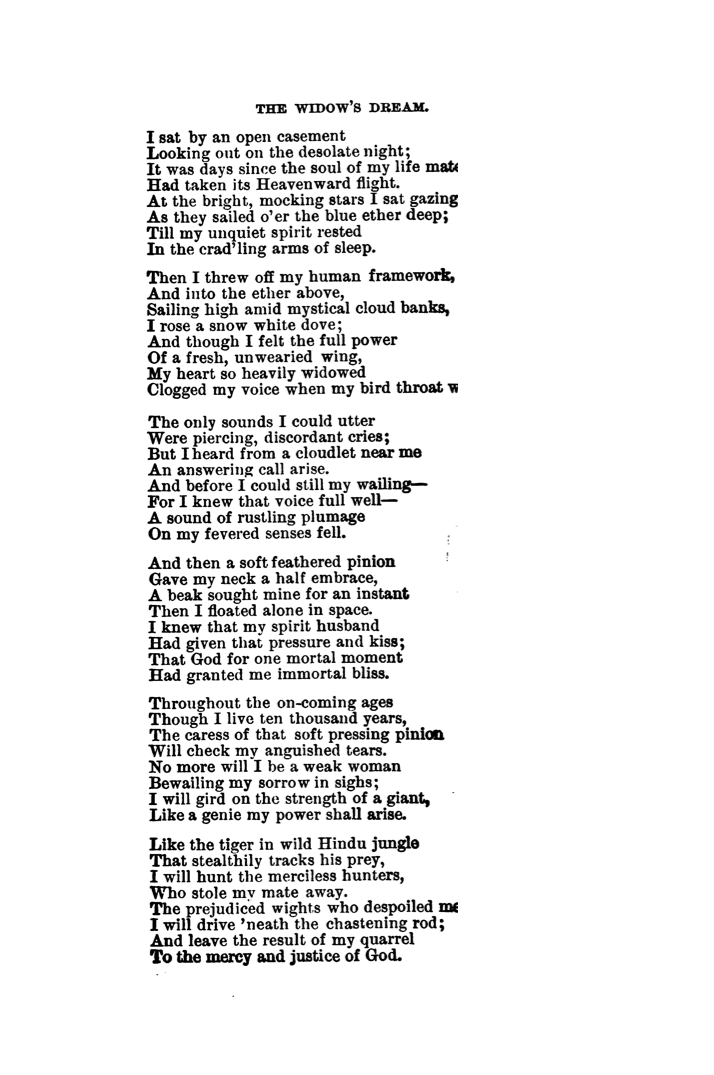 THE WIDOW'S DREAM.
I sat by an open casement
Looking out on the desolate night;
It was days since the soul of my life mate
Had taken its Heavenward flight.
At the bright, mocking stars I sat gazing
As they sailed o'er the blue ether deep;
Till my unquiet spirit rested
In the crad'ling arms of sleep.
Then I threw off my human framework,
And into the ether above,
Sailing high amid mystical cloud banks,
I rose a snow white dove;
And though I felt the full power
Of a fresh, unwearied wing,
My heart so heavily widowed
Clogged my voice when my bird throat
The only sounds I could utter
Were piercing, discordant cries;
But I heard from a cloudlet near me
An answering call arise.
And before I could still my wailing—
For I knew that voice full well—
A sound of rustling plumage
On my fevered senses fell.
And then a soft feathered pinion
Gave my neck a half embrace,
A beak sought mine for an instant
Then I floated alone in space.
I knew that my spirit husband
Had given that pressure and kiss;
That God for one mortal moment
Had granted me immortal bliss.
Throughout the on-coming ages
Though I live ten thousand years,
The caress of that soft pressing pinion
Will check my anguished tears.
No more will I be a weak woman
Bewailing my sorrow in sighs;
I will gird on the strength of a giant,
Like a genie my power shall arise.
Like the tiger in wild Hindu jungle
That stealthily tracks his prey,
I will hunt the merciless hunters,
Who stole my mate away.
The prejudiced wights who despoiled me
I will drive 'neath the chastening rod;
And leave the result of my quarrel
To the mercy and justice of God.